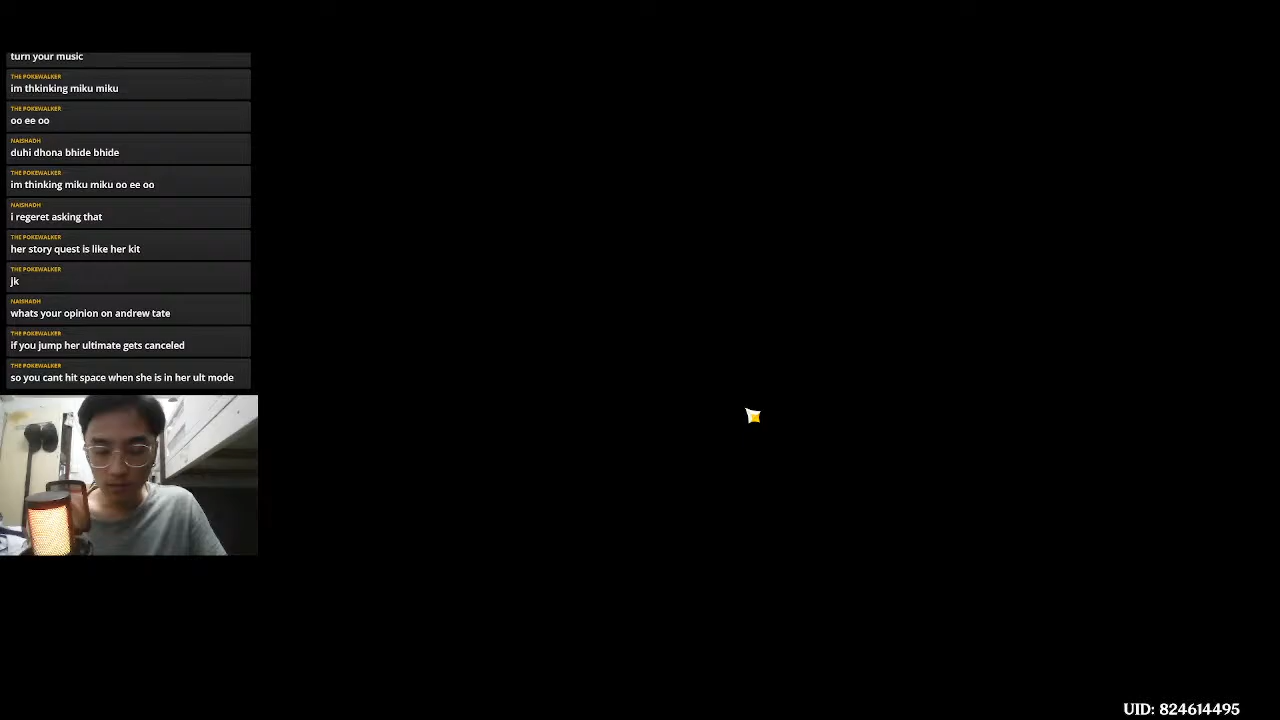 turn your music
THE POKEWALKER
im thkinking miku miku
THE POKEWALKER
oo ee oo
NAISHADH
duhi dhona bhide bhide
THE POKEWALKER
im thinking miku miku oo ee oo
NAISHADH
i regeret asking that
THE POKEWALKER
her story quest is like her kit
THE POKEWALKER
jk
NAISHADH
whats your opinion on andrew tate
THE POKEWALKER
if you jump her ultimate gets canceled
THE POKEWALKER
so you cant hit space when she is in her ult mode
UID: 824614495